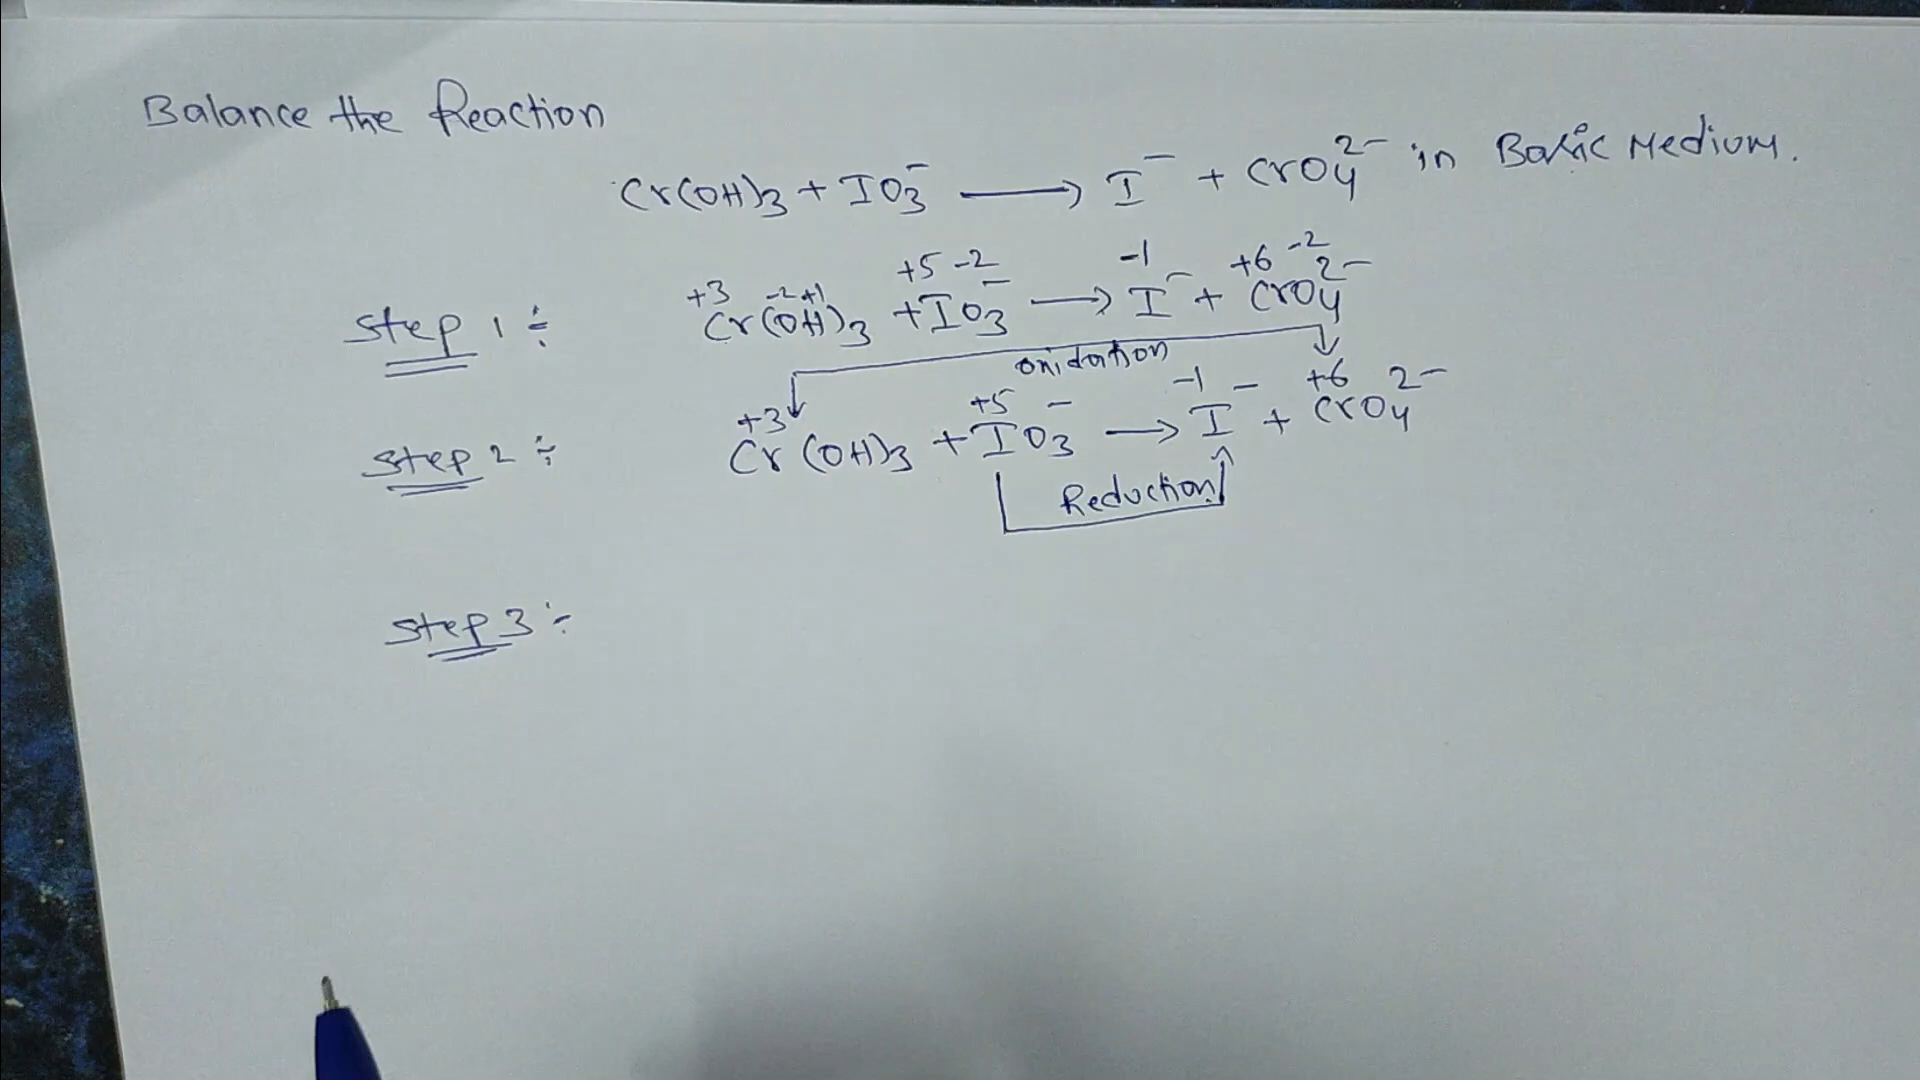 Balance the Reaction
Cr(OH)3 + IO3⁻ ⟶ I⁻ + CrO4²⁻ in Basic Medium.
+3 -2 +1 +5 -2 -1 +6 -2
Step 1 ÷ Cr(OH)3 + IO3⁻ ⟶ I⁻ + CrO4²⁻
oxidation
+3 +5 -1 +6
Step 2 ÷ Cr(OH)3 + IO3⁻ ⟶ I⁻ + CrO4²⁻
Reduction
Step 3 ÷